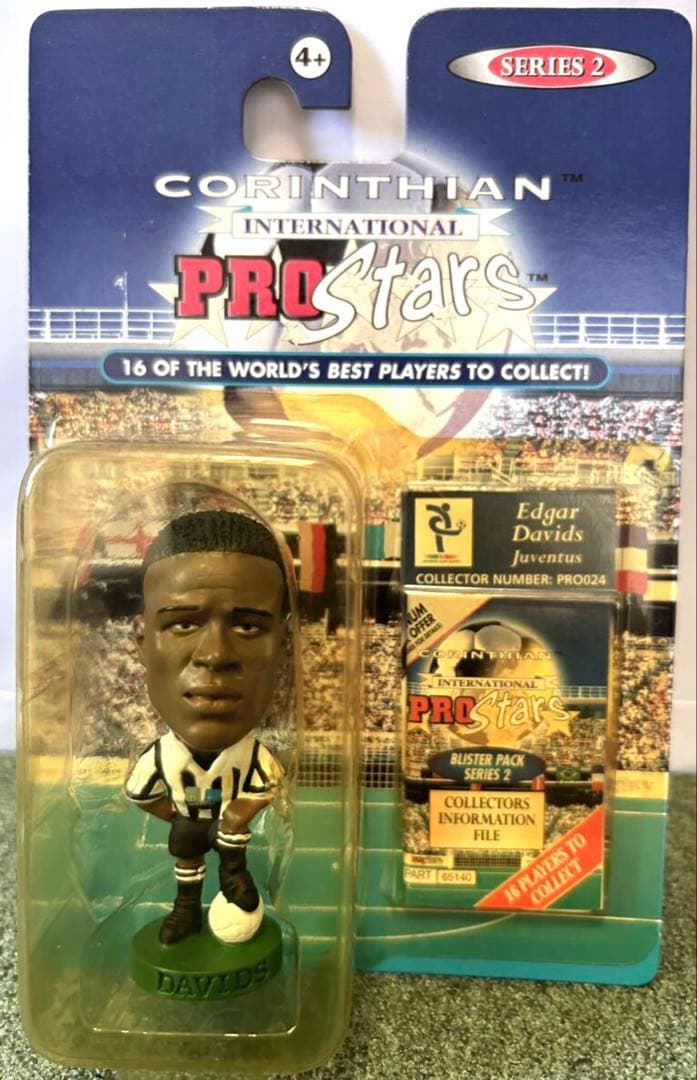 4+
SERIES 2
CORINTHIAN™
INTERNATIONAL
PROStars™
16 OF THE WORLD'S BEST PLAYERS TO COLLECT!
Edgar
Davids
Juventus
COLLECTOR NUMBER: PRO024
OFFER
CORINTHIAN
INTERNATIONAL
PROStars
BLISTER PACK
SERIES 2
COLLECTORS
INFORMATION
FILE
16 PLAYERS TO
COLLECT
PART 65140
DAVIDS